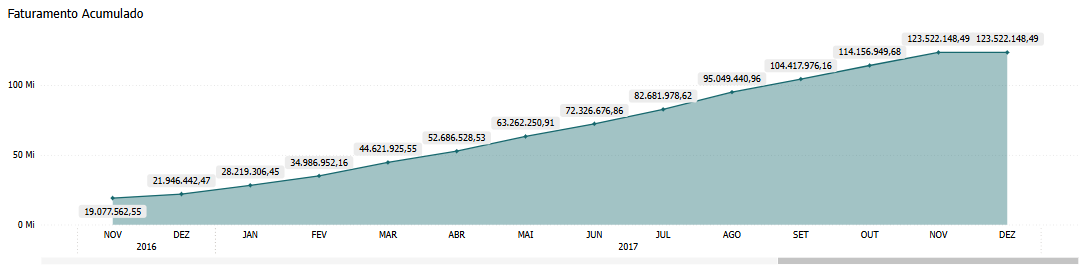 Faturamento Acumulado
123.522.148,49 123.522.148,49
114.156.949,68
104.417.976,16
95.049.440,96
100 Mi
82.681.978,62
72.326.676,86
63.262.250,91
52.686.528,53
50 Mi
44.621.925,55
34.986.952,16
28.219.306,45
21.946.442,47
19.077.562,55
0 Mi
NOV DEZ JAN FEV MAR ABR MAI JUN JUL AGO SET OUT NOV DEZ
2016 2017